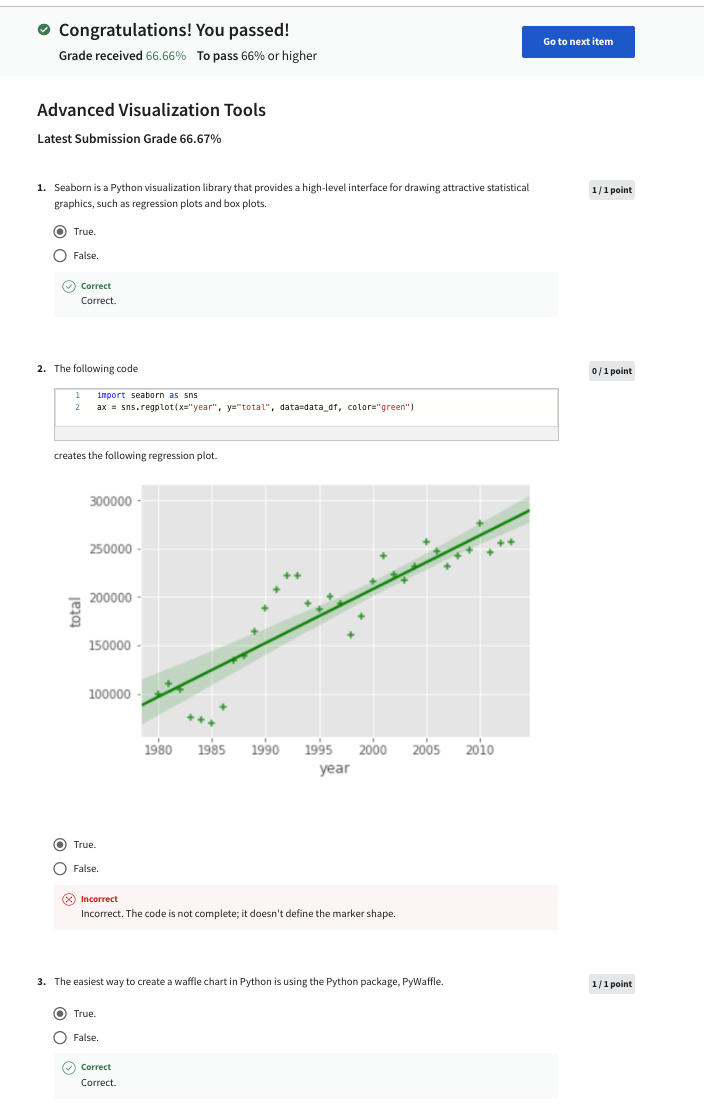 Congratulations! You passed!
Grade received 66.66% To pass 66% or higher
Go to next item
Advanced Visualization Tools
Latest Submission Grade 66.67%
1. Seaborn is a Python visualization library that provides a high-level interface for drawing attractive statistical
graphics, such as regression plots and box plots.
1 / 1 point
True.
False.
Correct
Correct.
2. The following code
0 / 1 point
1 import seaborn as sns
2 ax = sns.regplot(x="year", y="total", data=data_df, color="green")
creates the following regression plot.
300000
250000
200000
150000
100000
total
1980 1985 1990 1995 2000 2005 2010
year
True.
False.
Incorrect
Incorrect. The code is not complete; it doesn't define the marker shape.
3. The easiest way to create a waffle chart in Python is using the Python package, PyWaffle.
1 / 1 point
True.
False.
Correct
Correct.